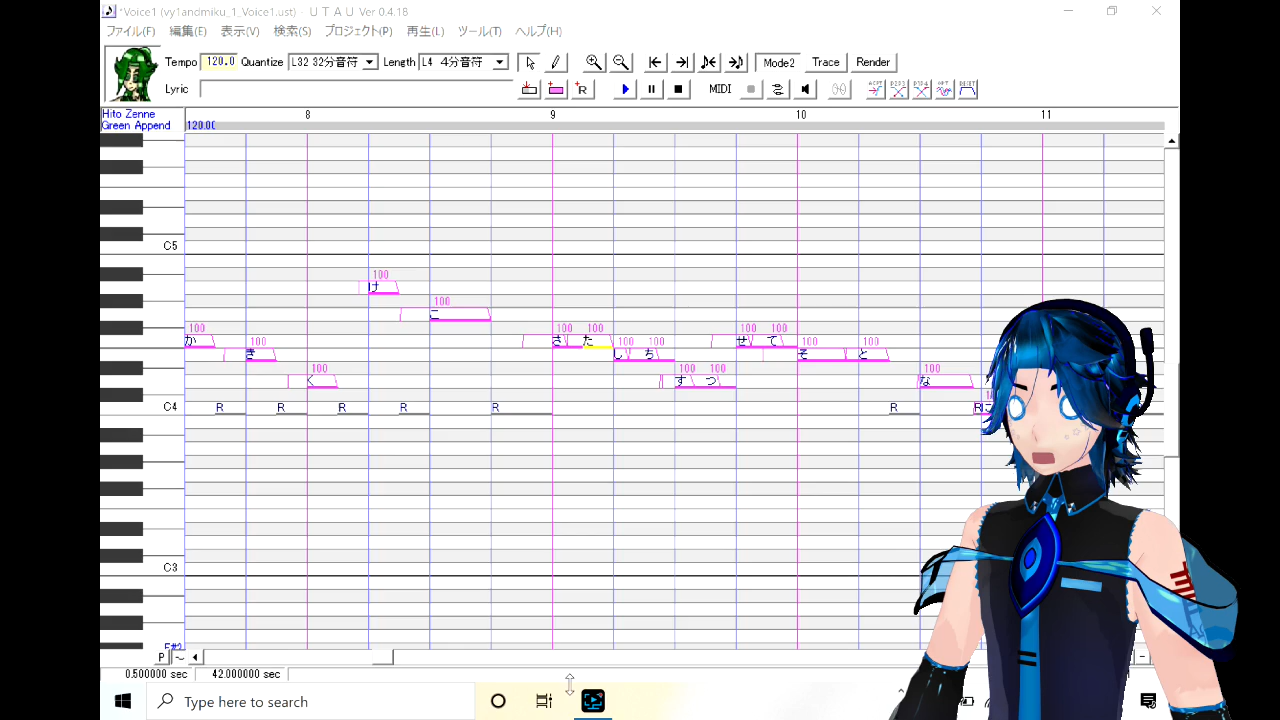 *Voice1 (vy1andmiku_1_Voice1.ust) - UTAU Ver 0.4.18
ファイル(F) 編集(E) 表示(V) 検索(S) プロジェクト(P) 再生(L) ツール(T) ヘルプ(H)
Tempo 120.0 Quantize L32 32分音符 Length L4 4分音符 Mode2 Trace Render
Lyric R MIDI
Hito Zenne
Green Append
8 9 10 11
120.00
C5
100
け
100
こ
100 100 100 100 100
か さ た せ て
100 100 100 100 100
き し ち そ と
100 100 100 100
く す つ な
C4 R R R R R R R
C3
P
0.500000 sec 42.000000 sec
Type here to search